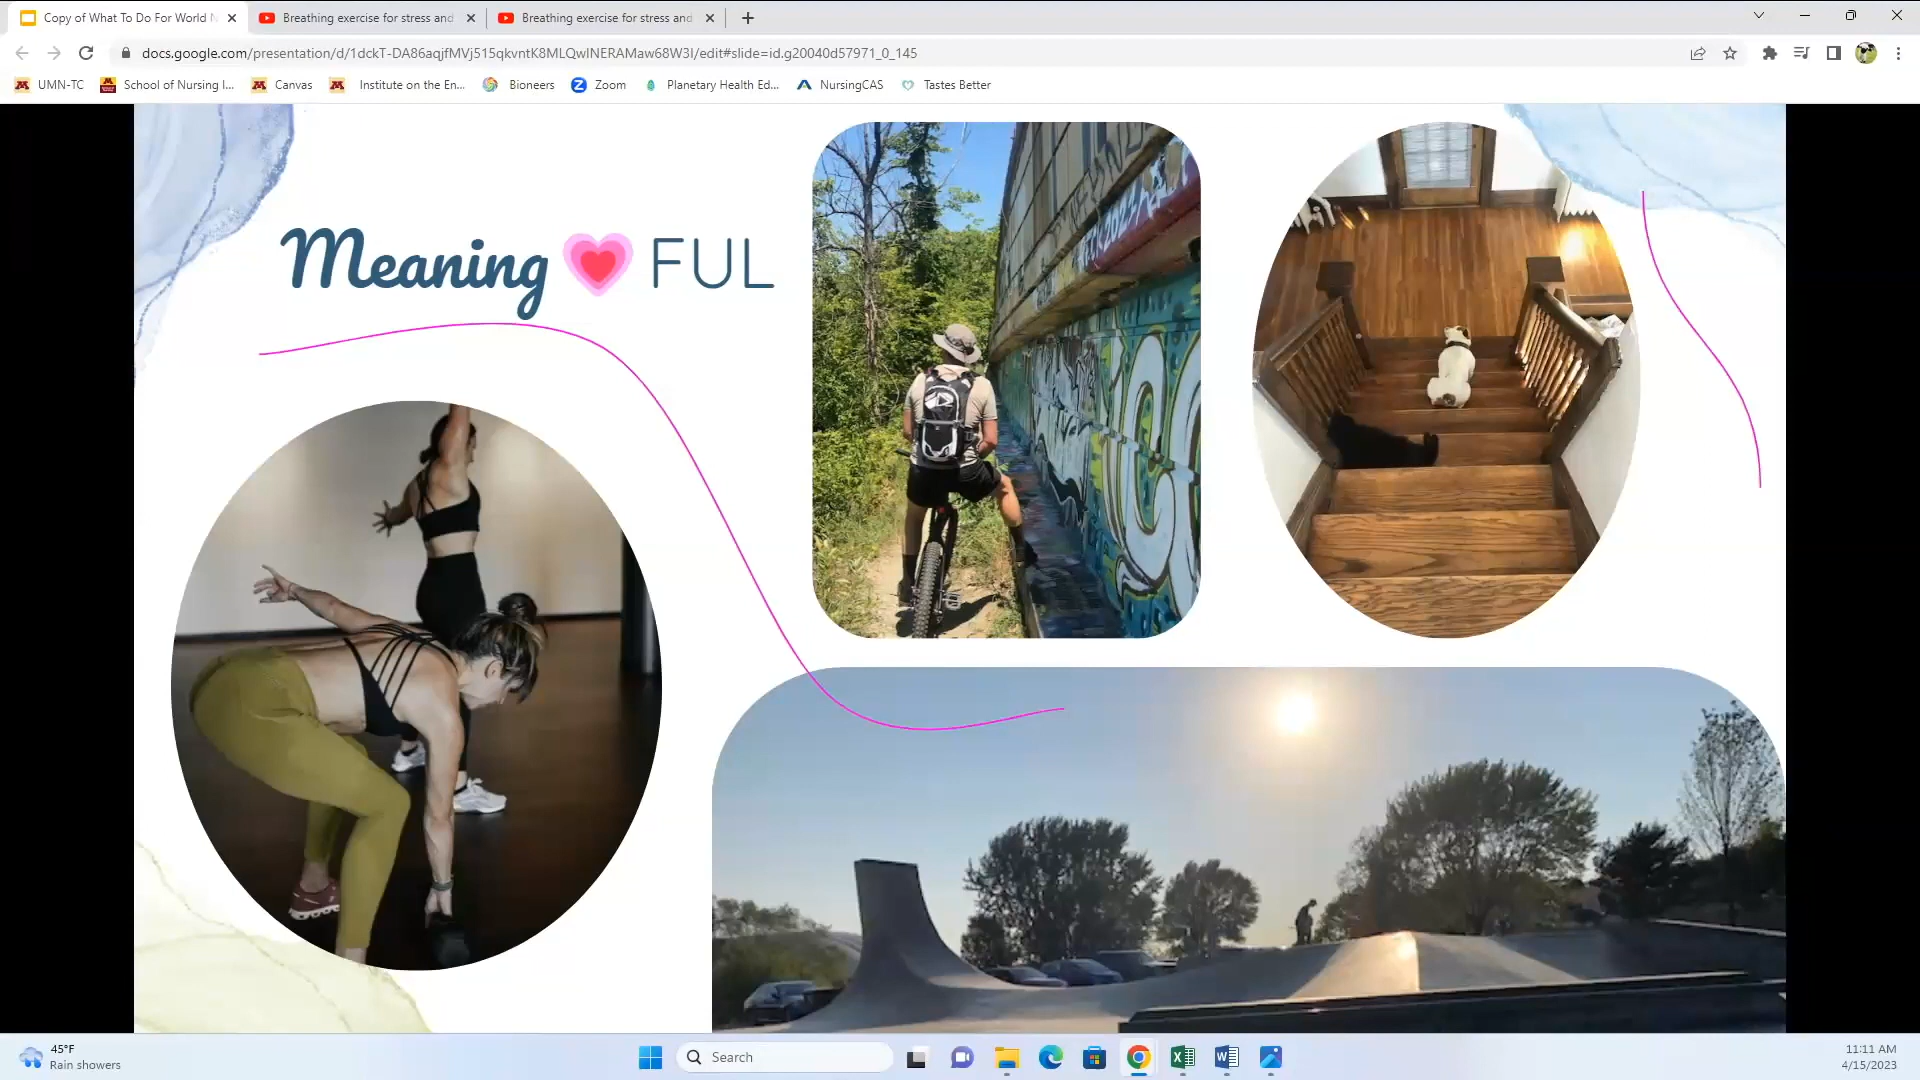 Copy of What To Do For World N
Breathing exercise for stress and
Breathing exercise for stress and
docs.google.com/presentation/d/1dckT-DA86aqjfMVj515qkvntK8MLQwlNERAMaw68W3I/edit#slide=id.g20040d57971_0_145
UMN-TC
School of Nursing I...
Canvas
Institute on the En...
Bioneers
Zoom
Planetary Health Ed...
NursingCAS
Tastes Better
Meaning FUL
45°F
Rain showers
Search
11:11 AM
4/15/2023